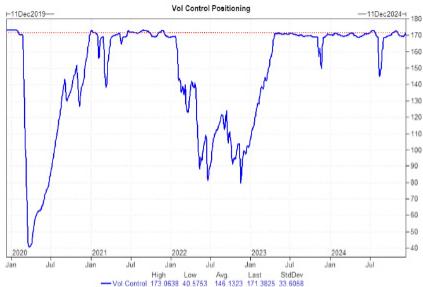 Vol Control Positioning
11Dec2019
11Dec2024
180
170
160
150
140
130
120
110
100
90
80
70
60
50
40
2020 2021 2022 2023 2024
Jan Jul Jan Jul Jan Jul Jan Jul Jan Jul
High Low Avg. Last StdDev
Vol Control 173.0638 40.5753 146.1323 171.3825 33.6058